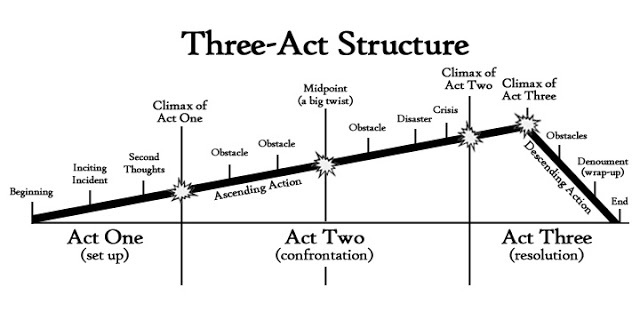 Three-Act Structure
Climax of
Act One
Midpoint
(a big twist)
Climax of
Act Two
Climax of
Act Three
Beginning
Inciting
Incident
Second
Thoughts
Obstacle
Obstacle
Obstacle
Disaster
Crisis
Obstacles
Denoument
(wrap-up)
End
Ascending Action
Descending Action
Act One
(set up)
Act Two
(confrontation)
Act Three
(resolution)